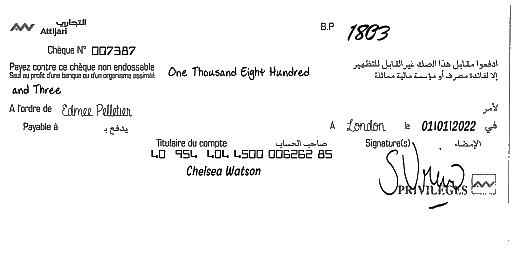 التجاري
Attijari
B.P 1803
Chèque N° 007387
Payez contre ce chèque non endossable
Sauf au profit d'une banque ou d'un organisme assimilé
One Thousand Eight Hundred
ادفعوا مقابل هذا الصك غير القابل للتظهير
إلا لفائدة مصرف أو مؤسسة مالية مماثلة
and Three
A l'ordre de Edmee Pelletier
لأمر
Payable à يدفع بـ
A London le 01/01/2022 في
Titulaire du compte صاحب الحساب
Signature(s) الإمضاء
40 954 404 4500 006262 85
Chelsea Watson
PRIVILEGES